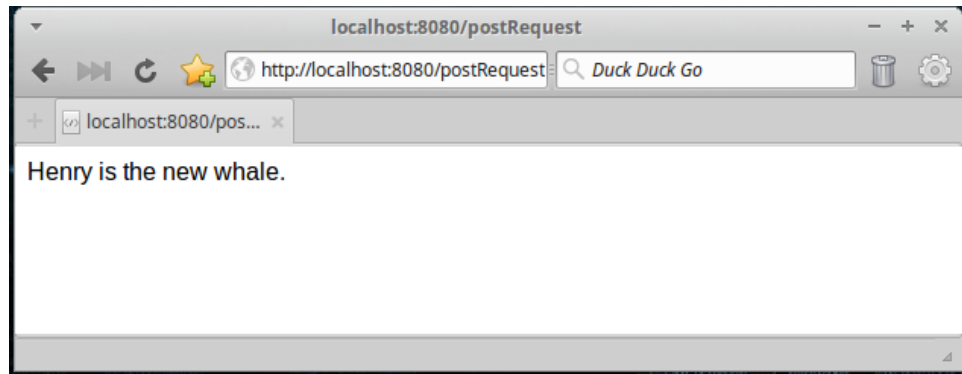 localhost:8080/postRequest
http://localhost:8080/postRequest
Duck Duck Go
localhost:8080/pos...
Henry is the new whale.